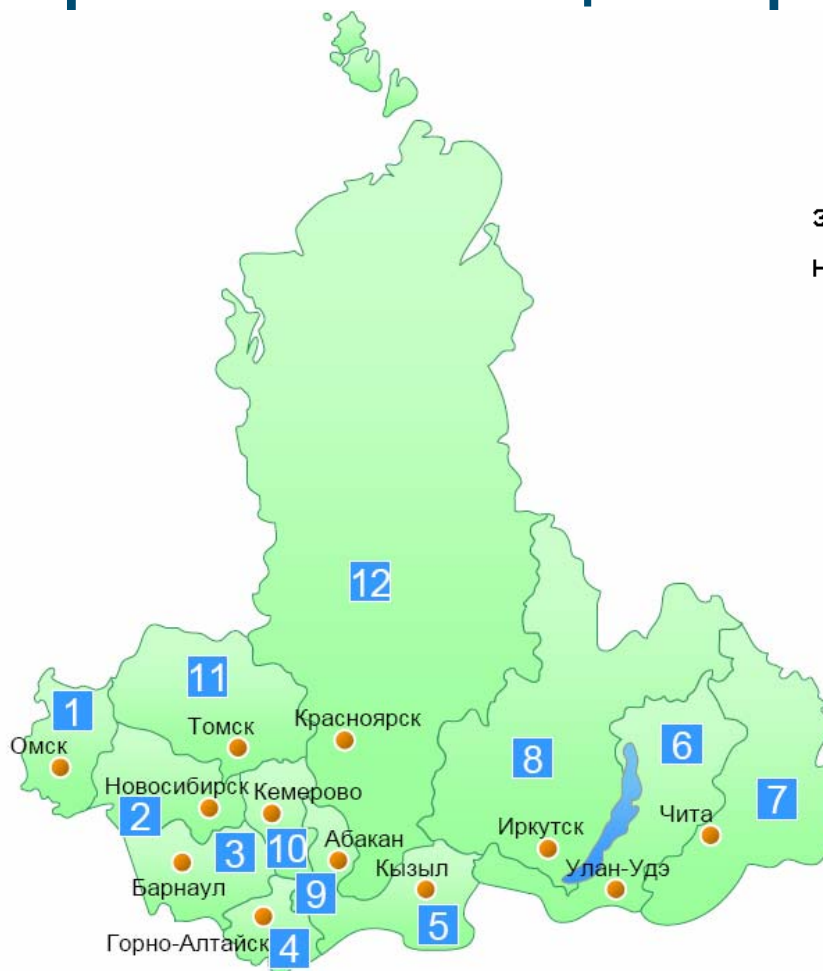 12
11
1
Томск
Красноярск
Омск
8
6
7
Новосибирск
Кемерово
2
3
10
Абакан
Иркутск
Чита
Барнаул
9
Кызыл
Улан-Удэ
5
Горно-Алтайск
4